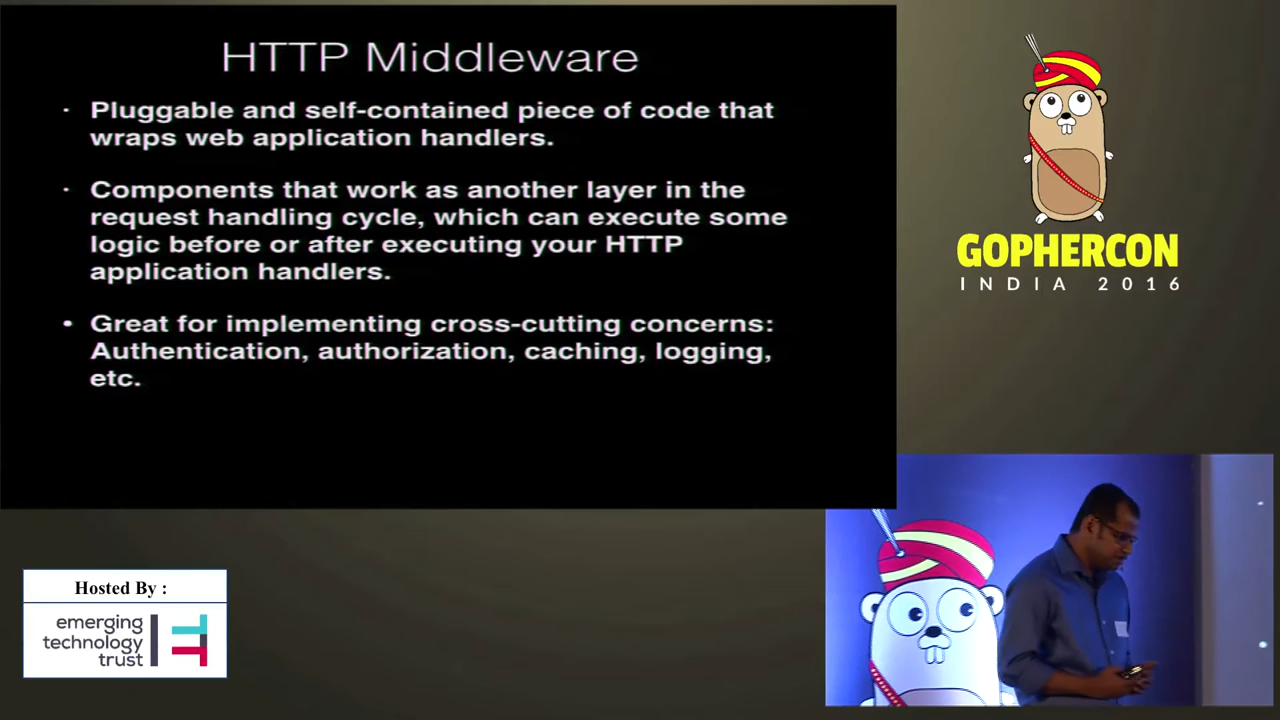 HTTP Middleware
· Pluggable and self-contained piece of code that
wraps web application handlers.
· Components that work as another layer in the
request handling cycle, which can execute some
logic before or after executing your HTTP
application handlers.
• Great for implementing cross-cutting concerns:
Authentication, authorization, caching, logging,
etc.
GOPHERCON
INDIA 2016
Hosted By :
emerging
technology
trust